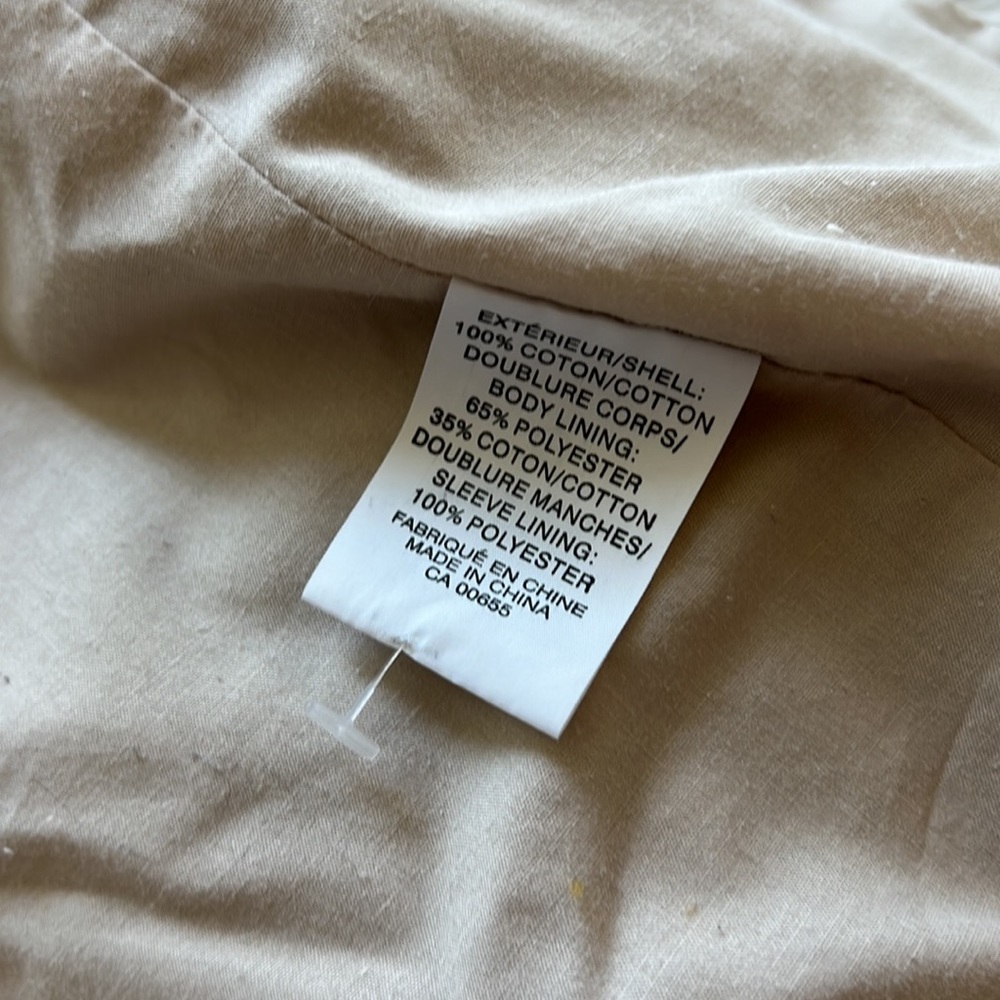 EXTÉRIEUR/SHELL:
100% COTON/COTTON
DOUBLURE CORPS/
BODY LINING:
65% POLYESTER
35% COTON/COTTON
DOUBLURE MANCHES/
SLEEVE LINING:
100% POLYESTER
FABRIQUÉ EN CHINE
MADE IN CHINA
CA 00655